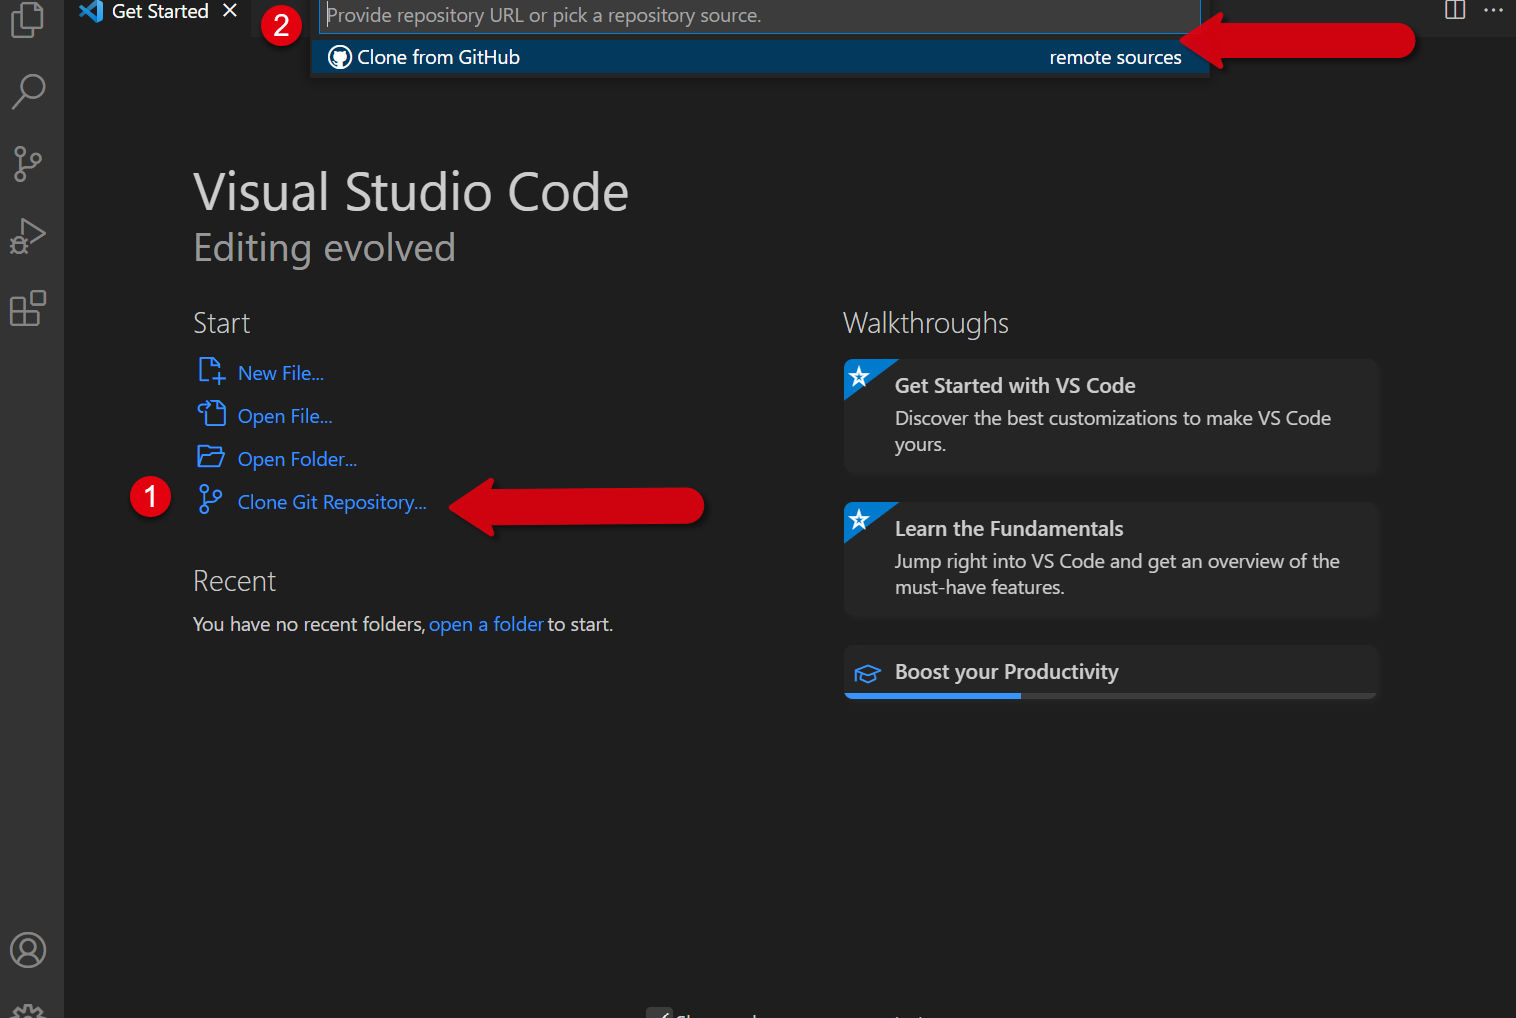 Get Started
2
Provide repository URL or pick a repository source.
Clone from GitHub
remote sources
Visual Studio Code
Editing evolved
Start
New File...
Open File...
Open Folder...
1
Clone Git Repository...
Recent
You have no recent folders, open a folder to start.
Walkthroughs
Get Started with VS Code
Discover the best customizations to make VS Code
yours.
Learn the Fundamentals
Jump right into VS Code and get an overview of the
must-have features.
Boost your Productivity